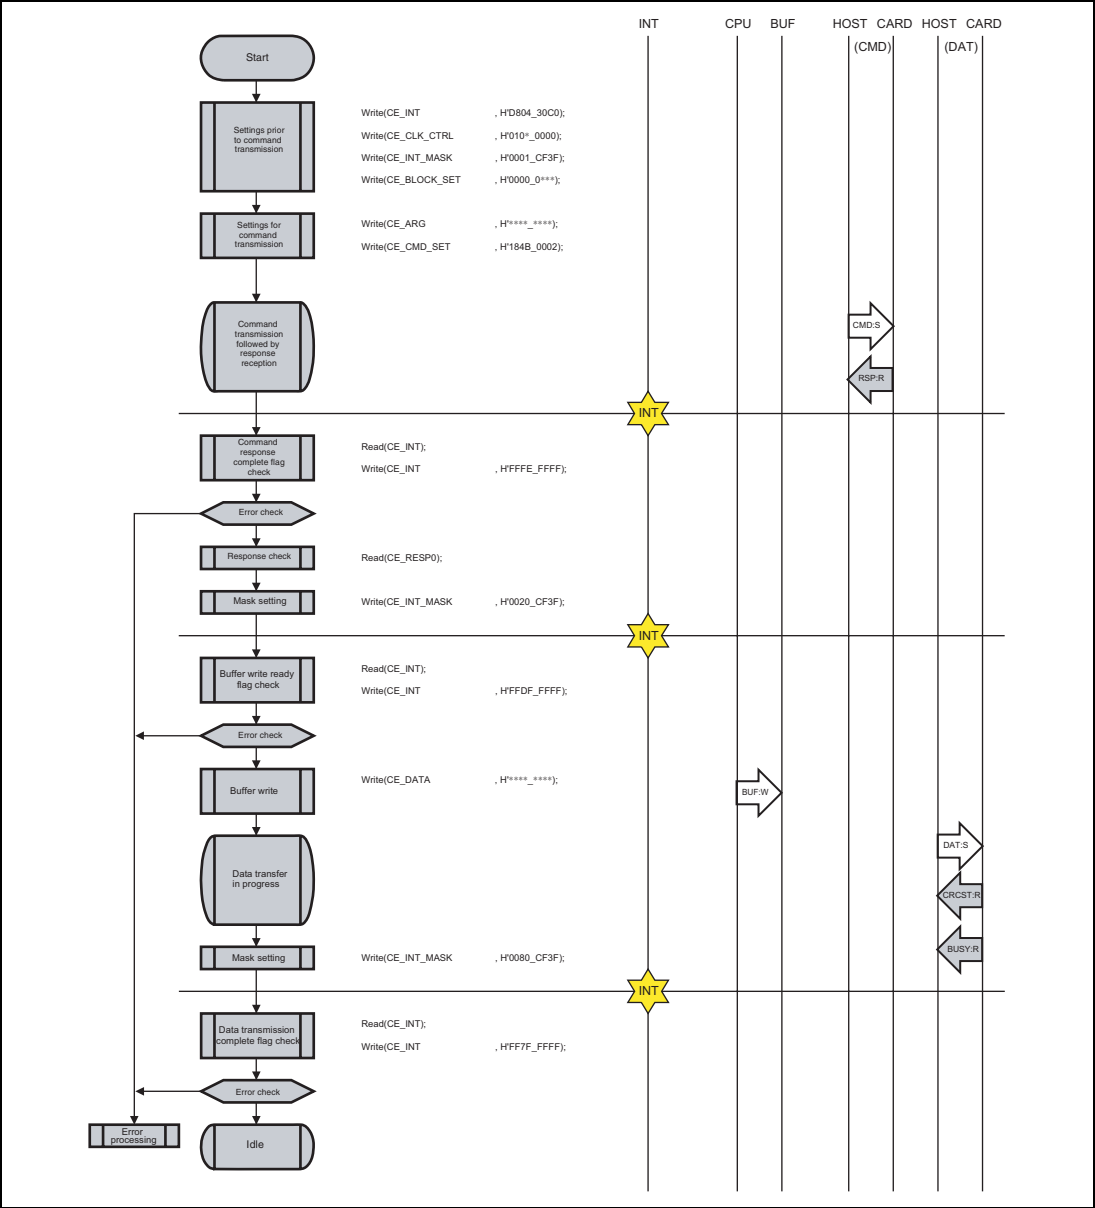 INT CPU BUF HOST CARD HOST CARD
(CMD) (DAT)
Start
Settings prior
to command
transmission
Write(CE_INT , H'D804_30C0);
Write(CE_CLK_CTRL , H'010*_0000);
Write(CE_INT_MASK , H'0001_CF3F);
Write(CE_BLOCK_SET , H'0000_0***);
Settings for
command
transmission
Write(CE_ARG , H'****_****);
Write(CE_CMD_SET , H'184B_0002);
Command
transmission
followed by
response
reception
CMD:S
RSP:R
INT
Command
response
complete flag
check
Read(CE_INT);
Write(CE_INT , H'FFFE_FFFF);
Error check
Response check
Read(CE_RESP0);
Mask setting
Write(CE_INT_MASK , H'0020_CF3F);
INT
Buffer write ready
flag check
Read(CE_INT);
Write(CE_INT , H'FFDF_FFFF);
Error check
Buffer write
Write(CE_DATA , H'****_****);
BUF:W
Data transfer
in progress
DAT:S
CRCST:R
BUSY:R
Mask setting
Write(CE_INT_MASK , H'0080_CF3F);
INT
Data transmission
complete flag check
Read(CE_INT);
Write(CE_INT , H'FF7F_FFFF);
Error check
Error
processing
Idle